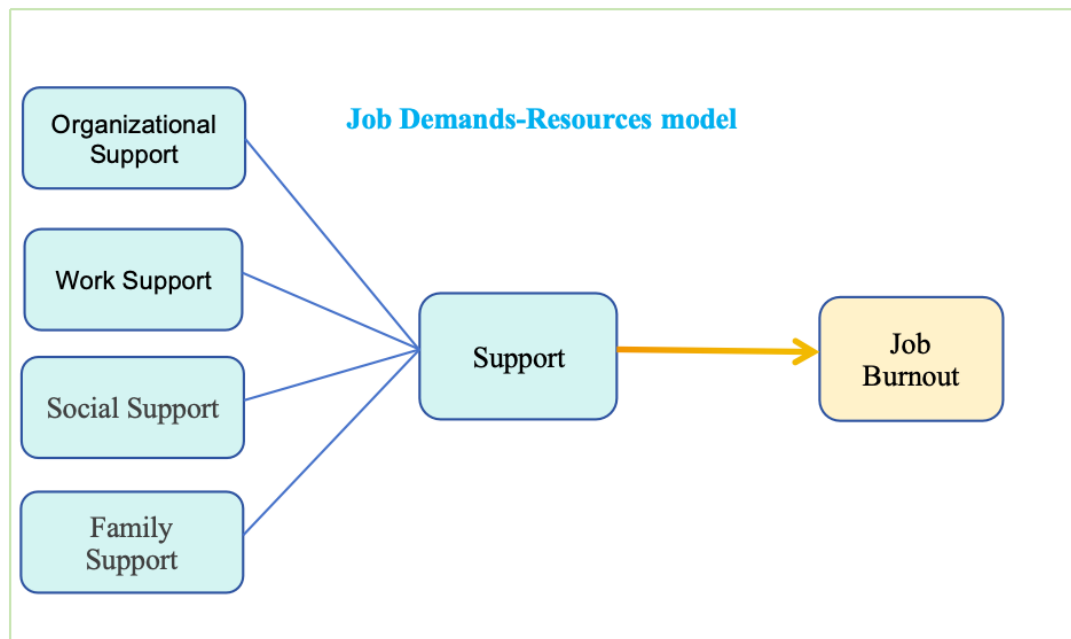 Job Demands-Resources model
Organizational
Support
Work Support
Social Support
Family
Support
Support
Job
Burnout